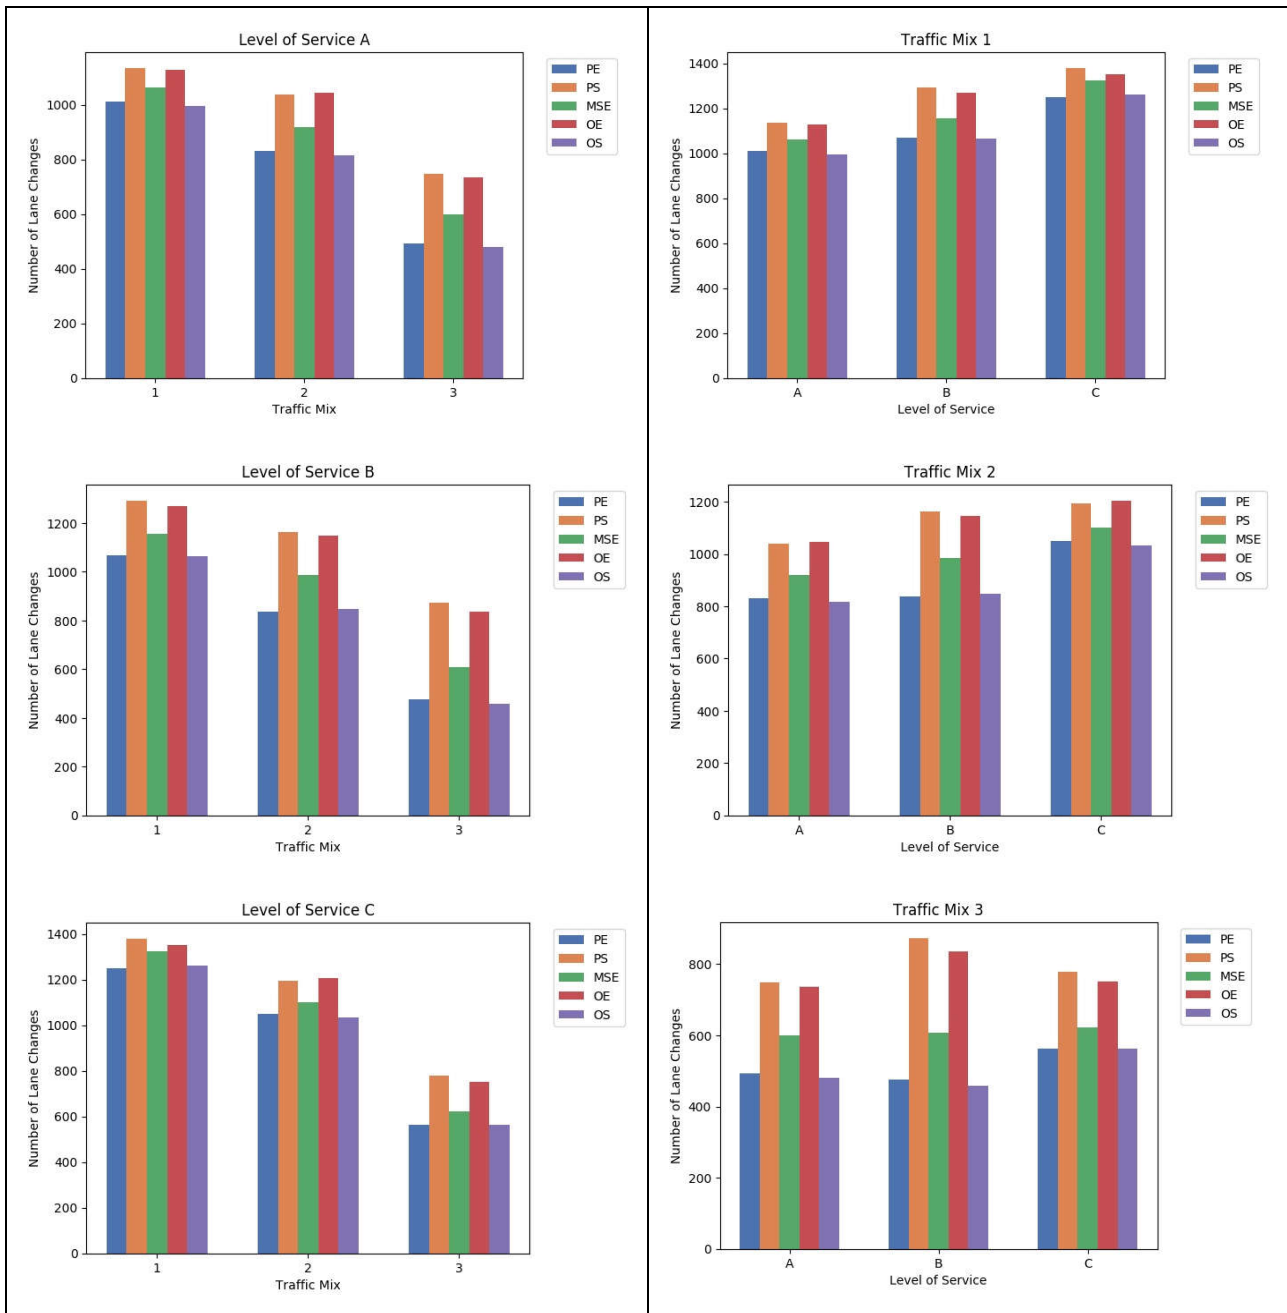 Level of Service A
Number of Lane Changes
1000
800
600
400
200
0
1 2 3
Traffic Mix
PE
PS
MSE
OE
OS
Traffic Mix 1
Number of Lane Changes
1400
1200
1000
800
600
400
200
0
A B C
Level of Service
PE
PS
MSE
OE
OS
Level of Service B
Number of Lane Changes
1200
1000
800
600
400
200
0
1 2 3
Traffic Mix
PE
PS
MSE
OE
OS
Traffic Mix 2
Number of Lane Changes
1200
1000
800
600
400
200
0
A B C
Level of Service
PE
PS
MSE
OE
OS
Level of Service C
Number of Lane Changes
1400
1200
1000
800
600
400
200
0
1 2 3
Traffic Mix
PE
PS
MSE
OE
OS
Traffic Mix 3
Number of Lane Changes
800
600
400
200
0
A B C
Level of Service
PE
PS
MSE
OE
OS